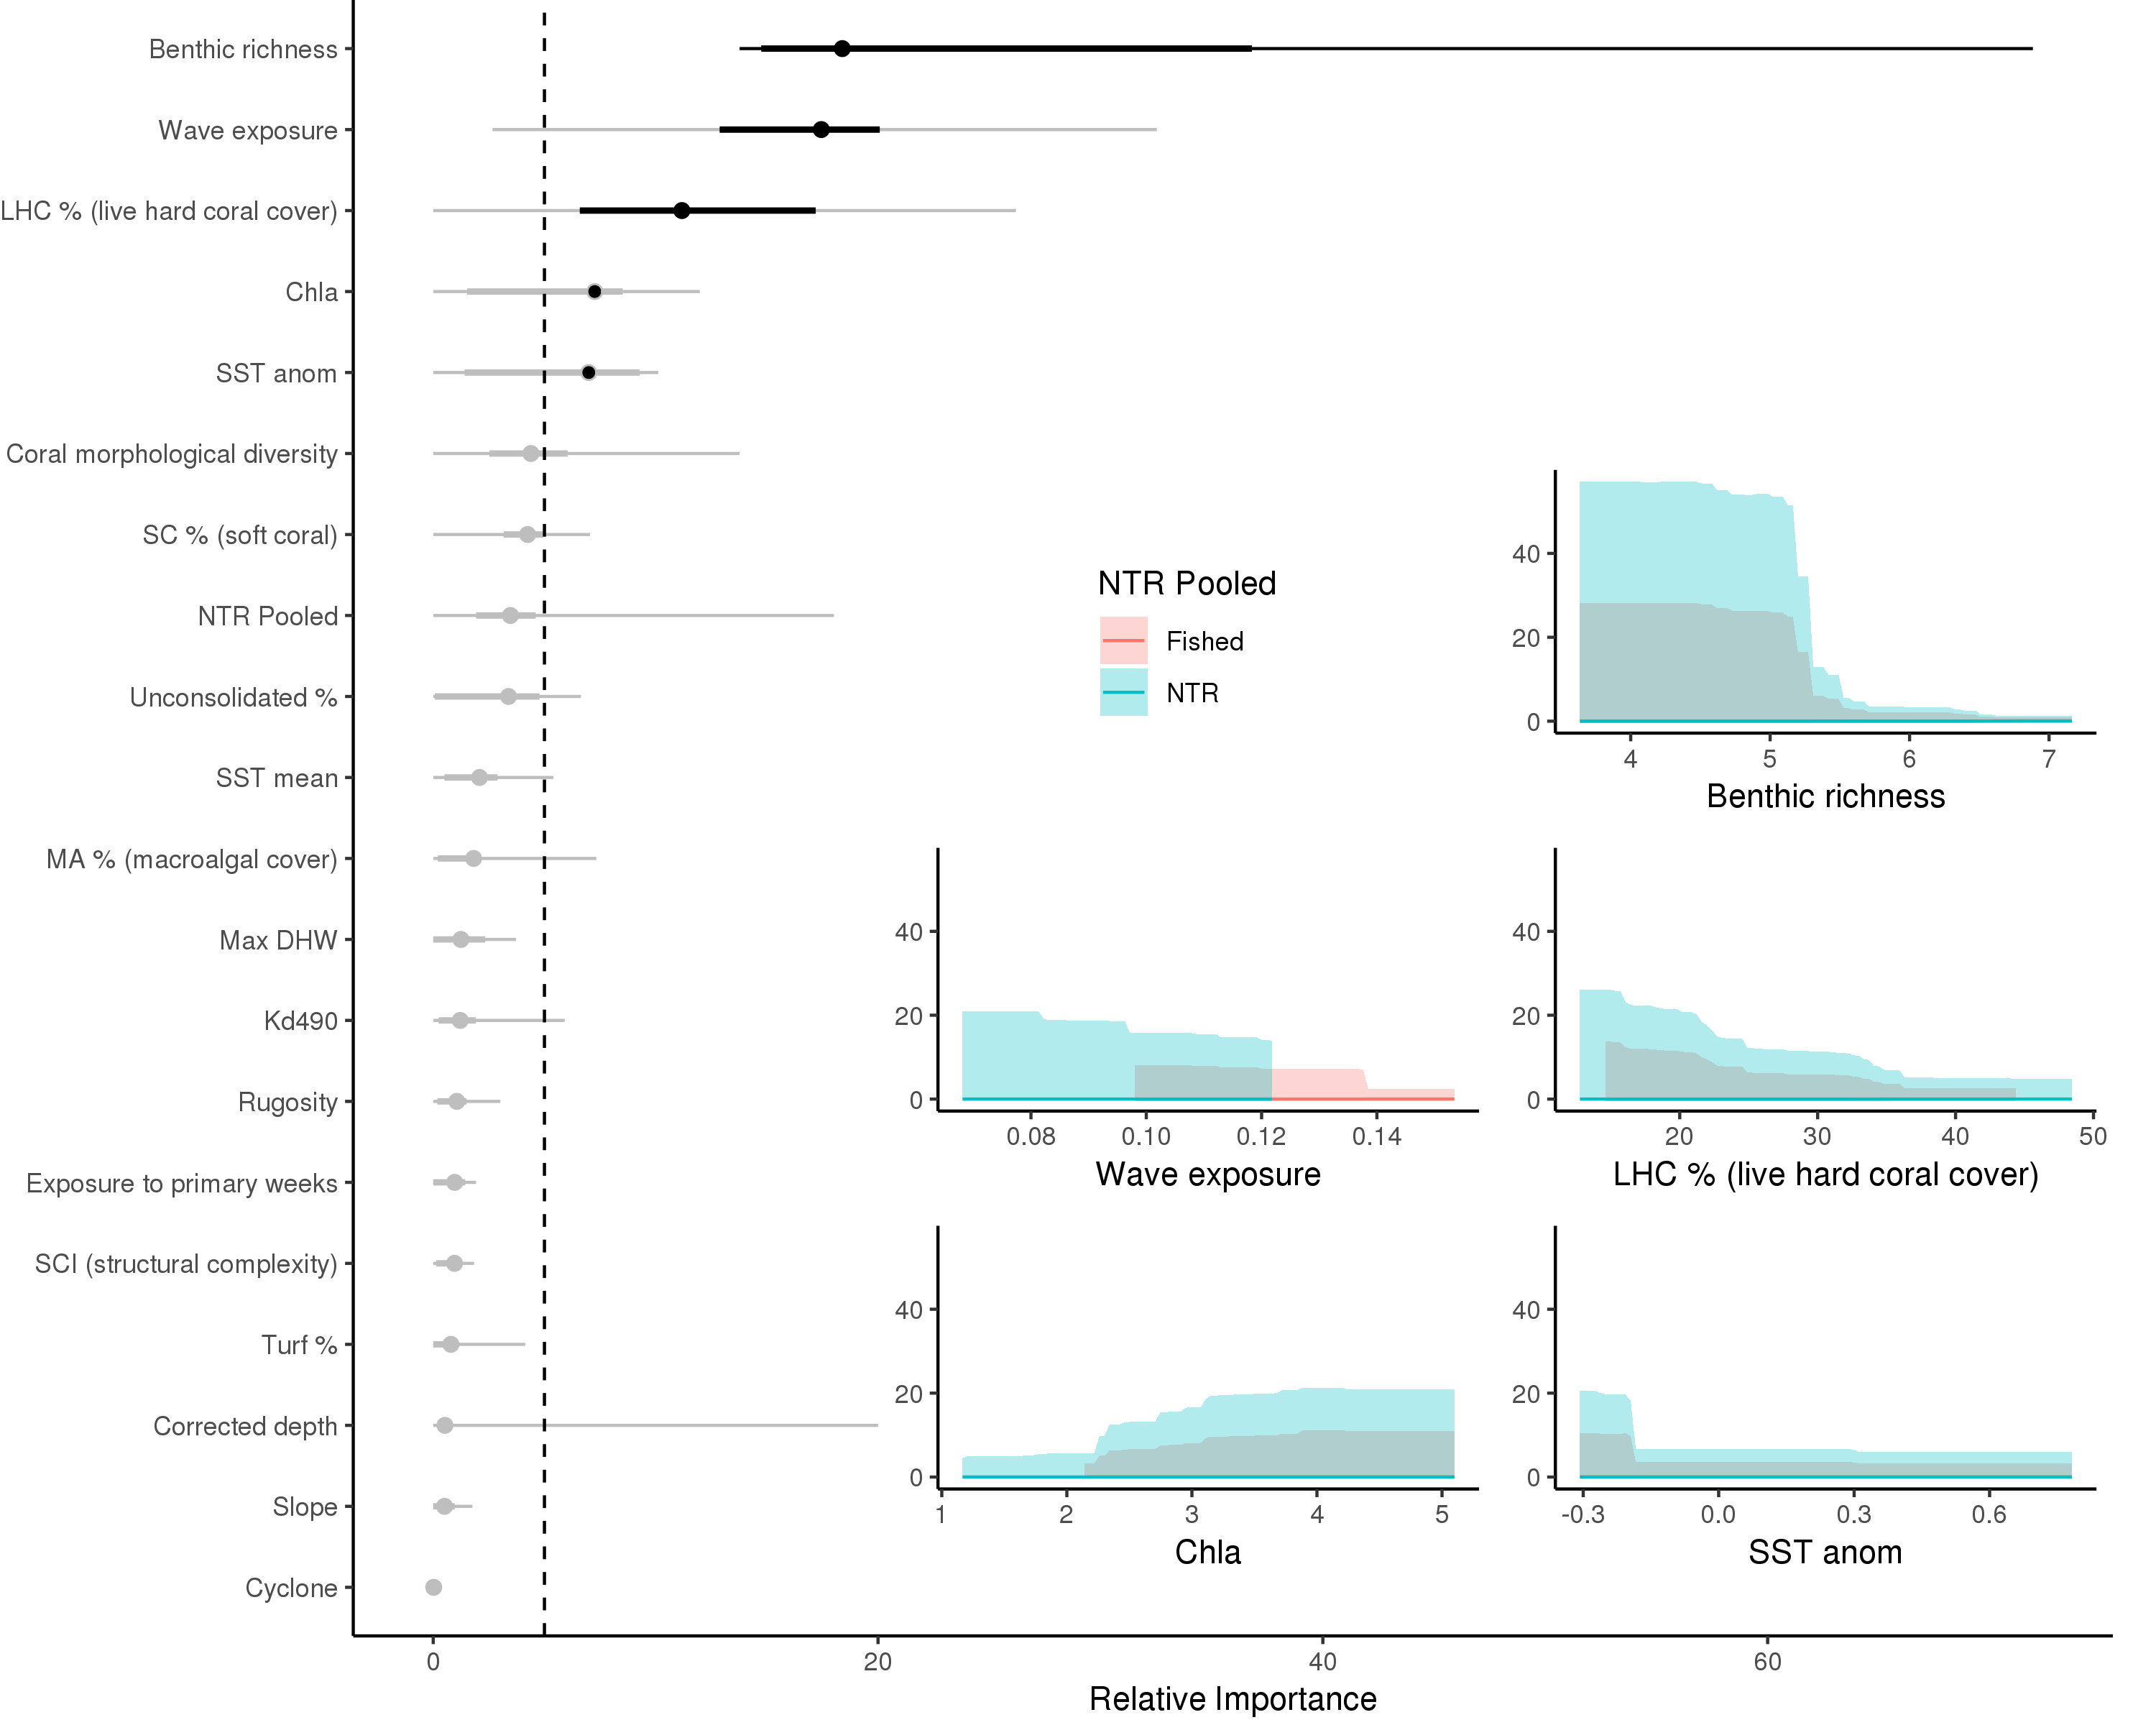 Benthic richness
Wave exposure
LHC % (live hard coral cover)
Chla
SST anom
Coral morphological diversity
SC % (soft coral)
NTR Pooled
Unconsolidated %
SST mean
MA % (macroalgal cover)
Max DHW
Kd490
Rugosity
Exposure to primary weeks
SCI (structural complexity)
Turf %
Corrected depth
Slope
Cyclone
0 20 40 60
Relative Importance
NTR Pooled
Fished
NTR
40
20
0
4 5 6 7
Benthic richness
40
20
0
0.08 0.10 0.12 0.14
Wave exposure
40
20
0
20 30 40 50
LHC % (live hard coral cover)
40
20
0
1 2 3 4 5
Chla
40
20
0
-0.3 0.0 0.3 0.6
SST anom